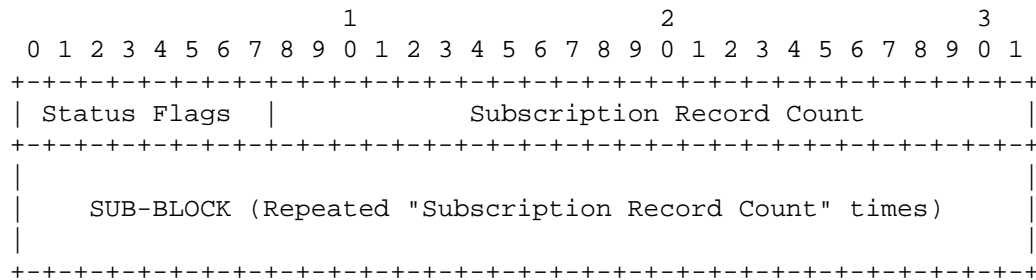 1                   2                   3
 0 1 2 3 4 5 6 7 8 9 0 1 2 3 4 5 6 7 8 9 0 1 2 3 4 5 6 7 8 9 0 1
+-+-+-+-+-+-+-+-+-+-+-+-+-+-+-+-+-+-+-+-+-+-+-+-+-+-+-+-+-+-+-+-+
| Status Flags  |            Subscription Record Count          |
+-+-+-+-+-+-+-+-+-+-+-+-+-+-+-+-+-+-+-+-+-+-+-+-+-+-+-+-+-+-+-+-+
|                                                               |
|    SUB-BLOCK (Repeated "Subscription Record Count" times)     |
|                                                               |
+-+-+-+-+-+-+-+-+-+-+-+-+-+-+-+-+-+-+-+-+-+-+-+-+-+-+-+-+-+-+-+-+